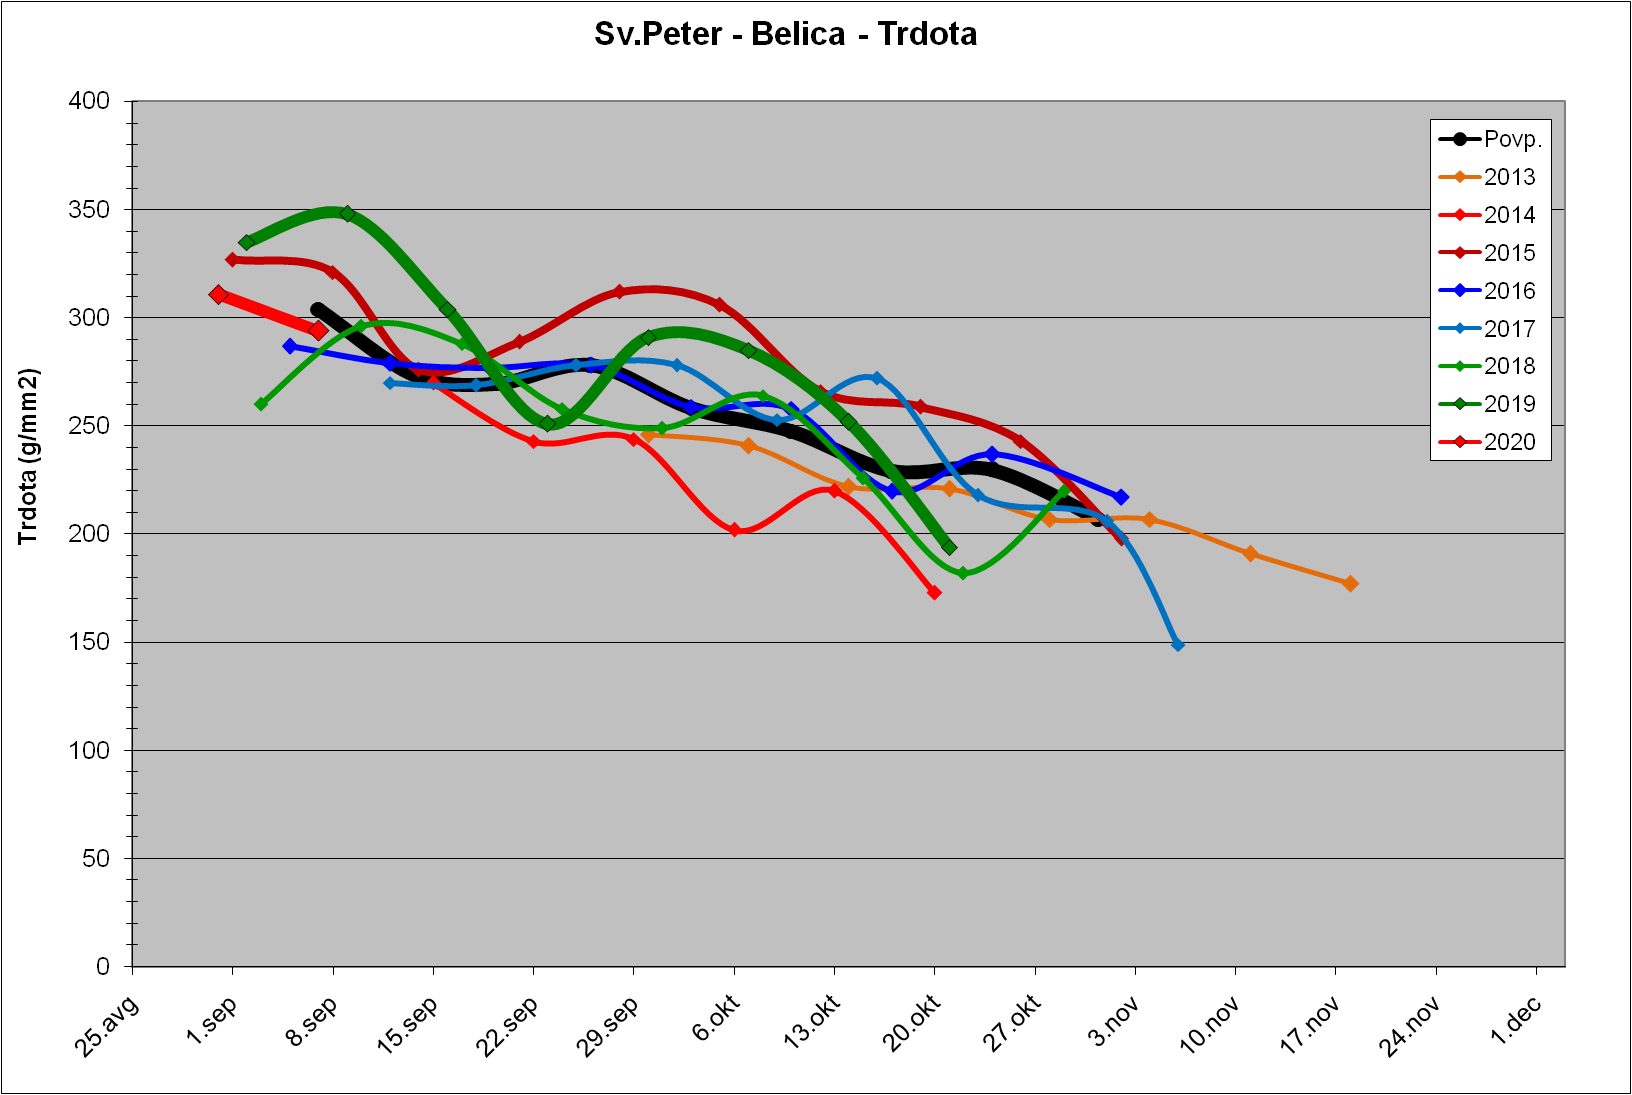 Sv.Peter - Belica - Trdota
Trdota (g/mm2)
400
350
300
250
200
150
100
50
0
25.avg
1.sep
8.sep
15.sep
22.sep
29.sep
6.okt
13.okt
20.okt
27.okt
3.nov
10.nov
17.nov
24.nov
1.dec
Povp.
2013
2014
2015
2016
2017
2018
2019
2020